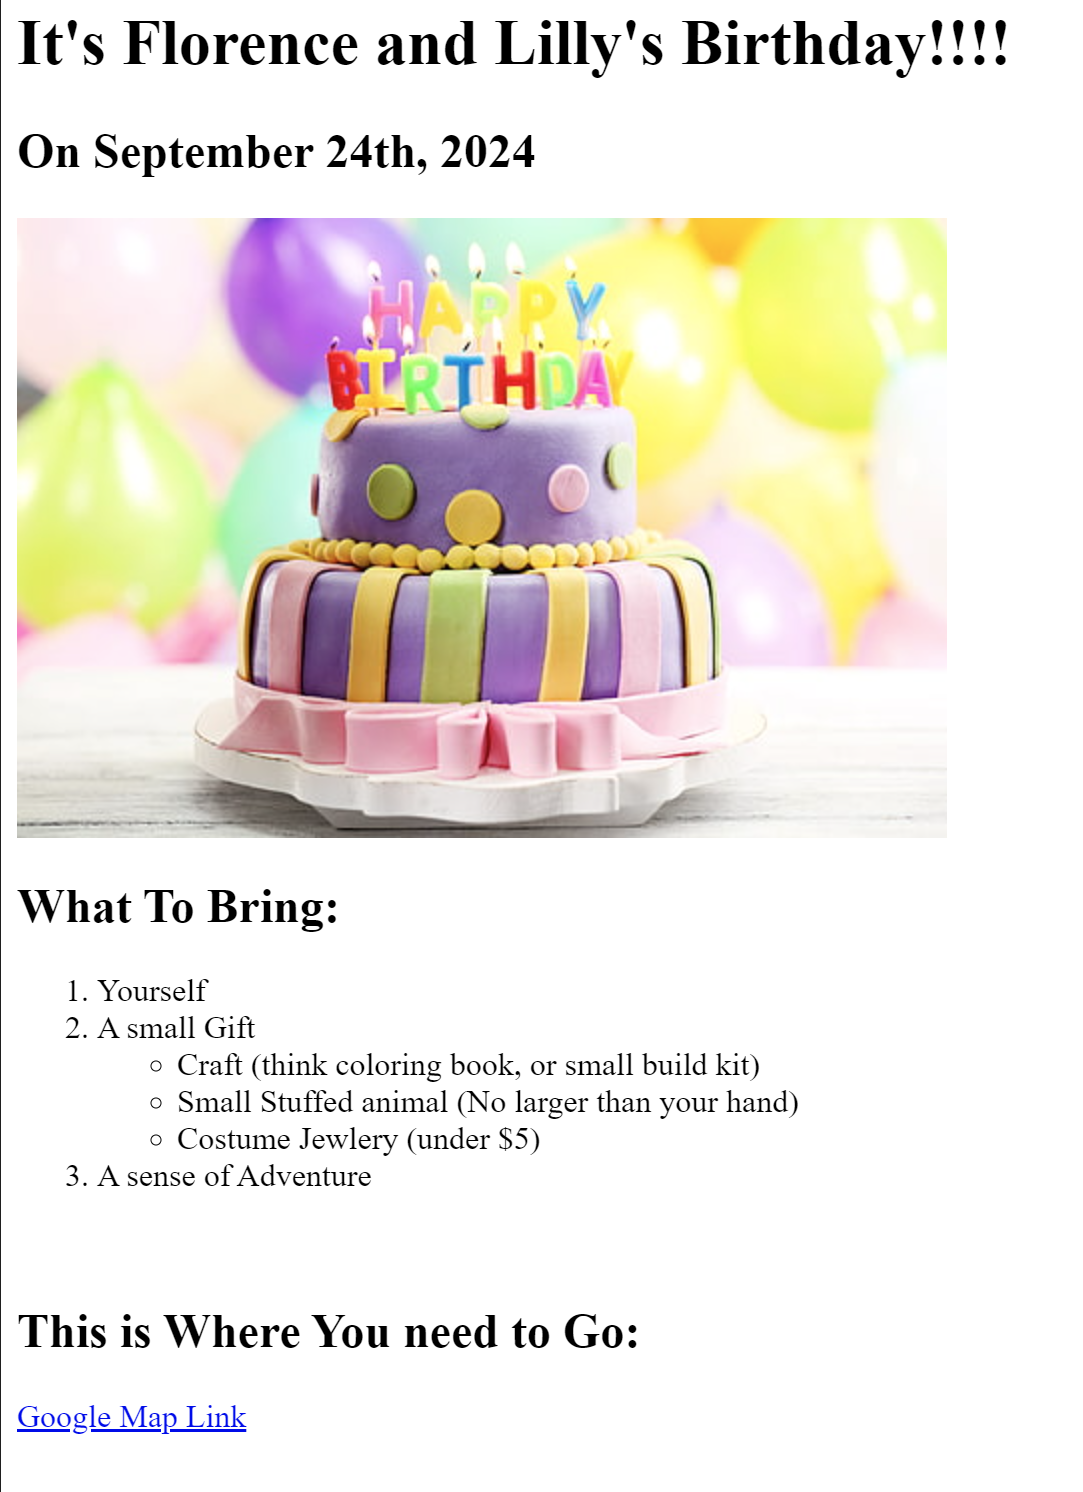 It's Florence and Lilly's Birthday!!!!
On September 24th, 2024
HAPPY
BIRTHDAY
What To Bring:
1. Yourself
2. A small Gift
Craft (think coloring book, or small build kit)
Small Stuffed animal (No larger than your hand)
Costume Jewlery (under $5)
3. A sense of Adventure
This is Where You need to Go:
Google Map Link